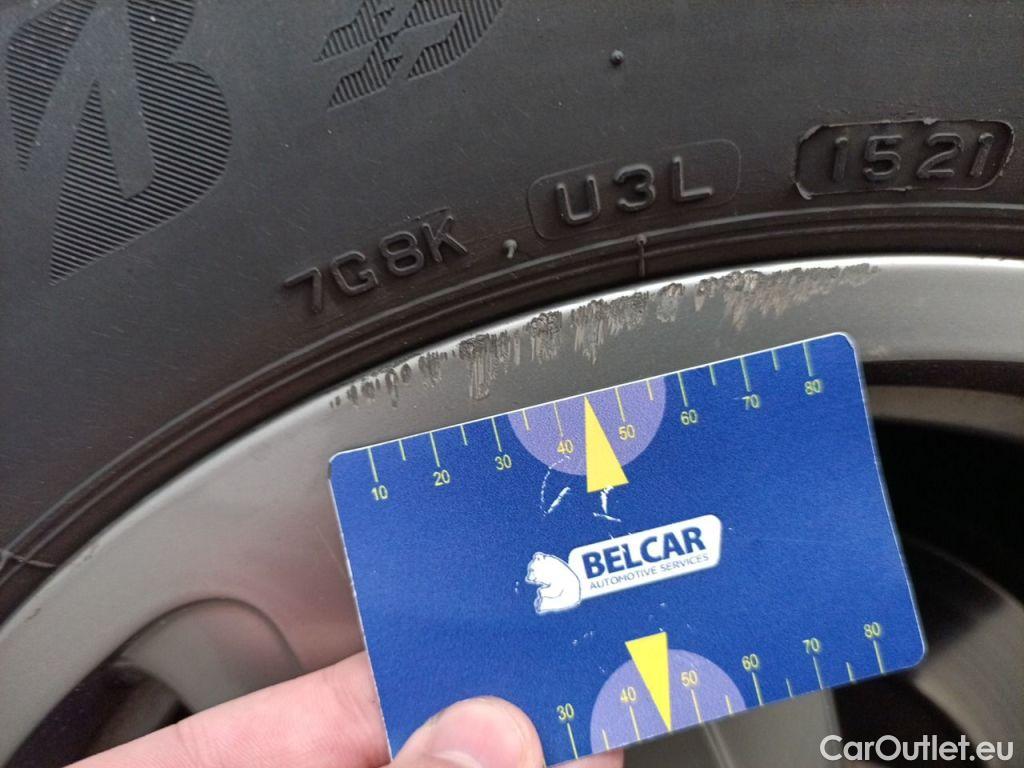 B
7G8K , U3L 1521
10 20 30 40 50 60 70 80
BELCAR
AUTOMOTIVE SERVICES
30 40 50 60 70 80
CarOutlet.eu